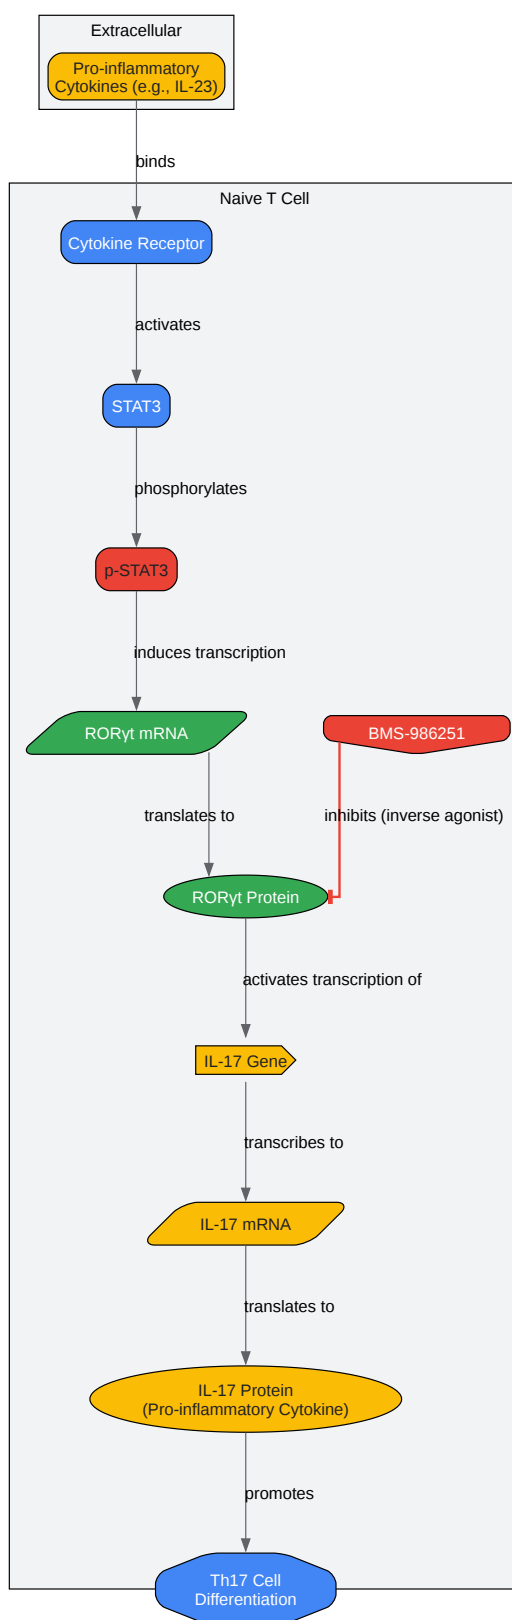 Extracellular
Pro-inflammatory
Cytokines (e.g., IL-23)
binds
Naive T Cell
Cytokine Receptor
activates
STAT3
phosphorylates
p-STAT3
induces transcription
RORγt mRNA
BMS-986251
translates to
inhibits (inverse agonist)
RORγt Protein
activates transcription of
IL-17 Gene
transcribes to
IL-17 mRNA
translates to
IL-17 Protein
(Pro-inflammatory Cytokine)
promotes
Th17 Cell
Differentiation